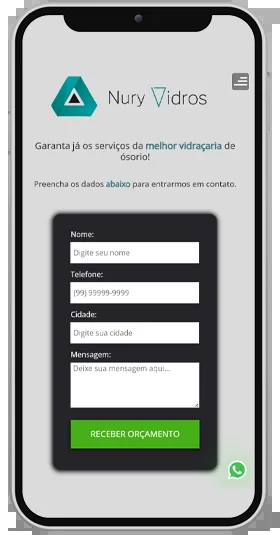 Nury Vidros
Garanta já os serviços da melhor vidraçaria de
ósorio!
Preencha os dados abaixo para entrarmos em contato.
Nome:
Digite seu nome
Telefone:
(99) 99999-9999
Cidade:
Digite sua cidade
Mensagem:
Deixe sua mensagem aqui...
RECEBER ORÇAMENTO